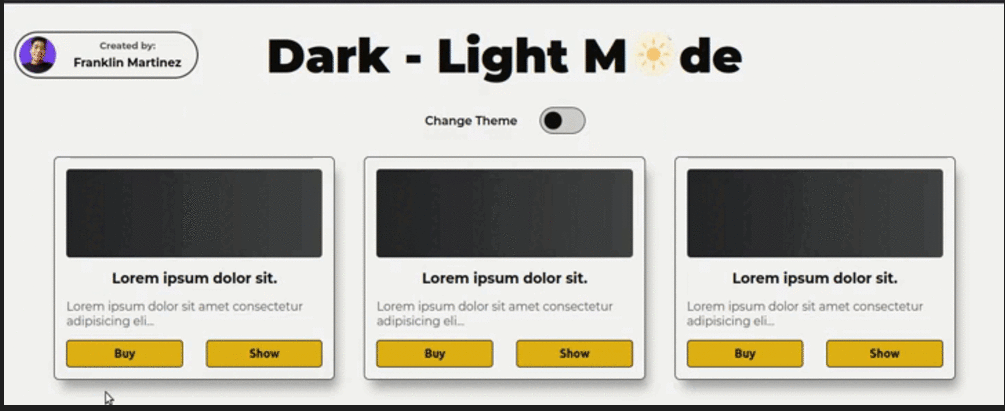 Created by:
Franklin Martinez
Dark - Light M de
Change Theme
Lorem ipsum dolor sit.
Lorem ipsum dolor sit amet consectetur
adipisicing eli...
Buy
Show
Lorem ipsum dolor sit.
Lorem ipsum dolor sit amet consectetur
adipisicing eli...
Buy
Show
Lorem ipsum dolor sit.
Lorem ipsum dolor sit amet consectetur
adipisicing eli...
Buy
Show